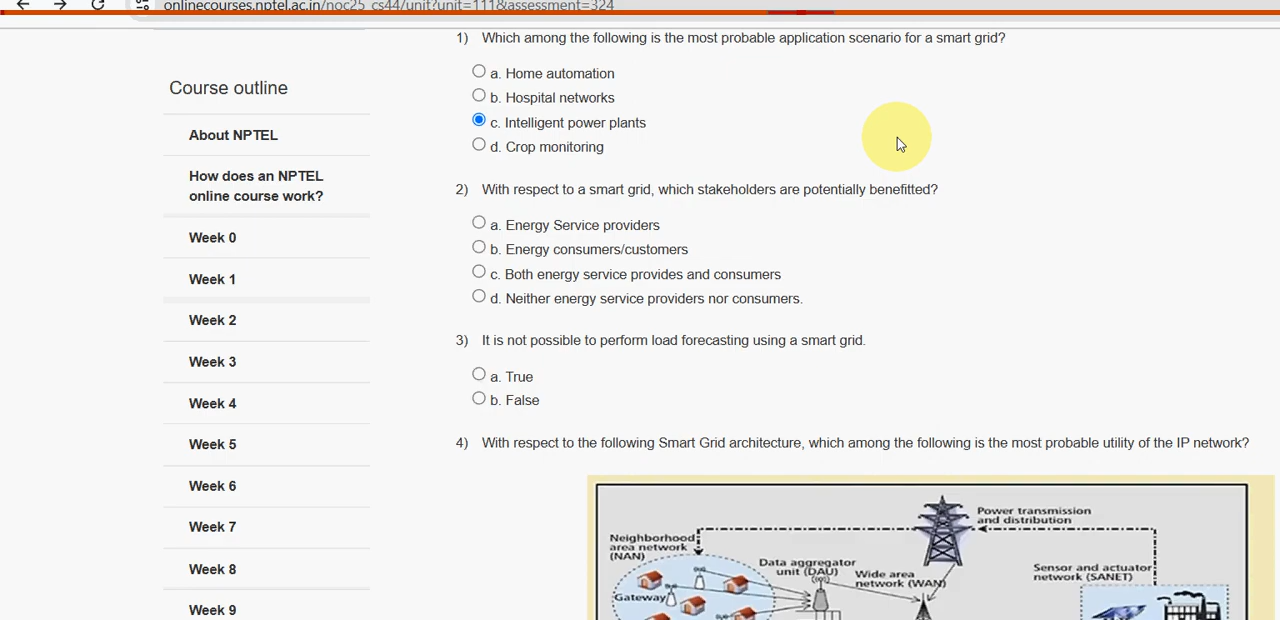 onlinecourses.nptel.ac.in/noc25_cs44/unit?unit=111&assessment=324
1) Which among the following is the most probable application scenario for a smart grid?
a. Home automation
b. Hospital networks
c. Intelligent power plants
d. Crop monitoring
2) With respect to a smart grid, which stakeholders are potentially benefitted?
a. Energy Service providers
b. Energy consumers/customers
c. Both energy service provides and consumers
d. Neither energy service providers nor consumers.
3) It is not possible to perform load forecasting using a smart grid.
a. True
b. False
4) With respect to the following Smart Grid architecture, which among the following is the most probable utility of the IP network?
Power transmission
and distribution
Neighborhood
area network
(NAN)
Data aggregator
unit (DAU)
Wide area
network (WAN)
Sensor and actuator
network (SANET)
Gateway
Course outline
About NPTEL
How does an NPTEL
online course work?
Week 0
Week 1
Week 2
Week 3
Week 4
Week 5
Week 6
Week 7
Week 8
Week 9